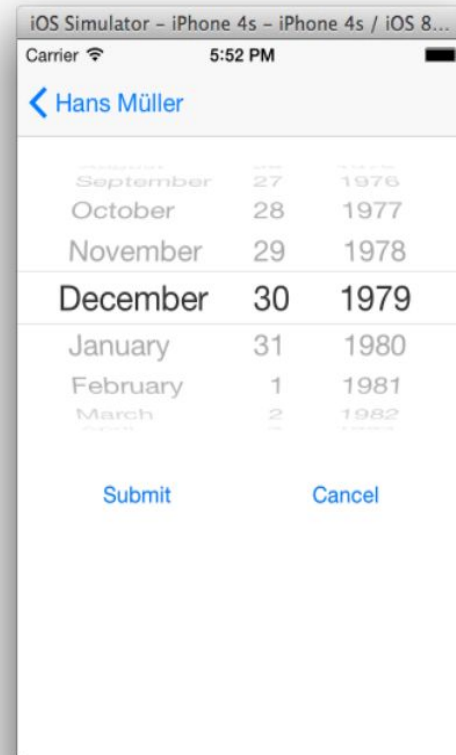 iOS Simulator – iPhone 4s – iPhone 4s / iOS 8...
Carrier 5:52 PM
Hans Müller
September 27 1976
October 28 1977
November 29 1978
December 30 1979
January 31 1980
February 1 1981
March 2 1982
Submit Cancel